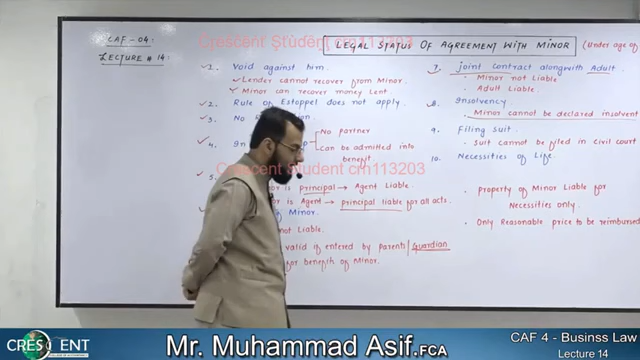 CAF-04:
LECTURE # 14:
LEGAL STATUS OF AGREEMENT WITH MINOR (Under age of
Crescent Student cm113203
1. Void against him
✓ Lender cannot recover from Minor.
✓ Minor can recover money Lent
2. Rule of Estoppel does not apply.
3. No
4. In
No partner
Can be admitted into
benefit.
Crescent Student cm113203
is principal → Agent Liable.
is Agent → principal liable for all acts.
of Minor.
not Liable.
valid if entered by parents/Guardian
for benefit of Minor.
7. joint contract alongwith Adult.
• Minor not Liable
• Adult Liable.
8. Insolvency
• Minor cannot be declared insolvent
9. Filing suit.
• Suit cannot be filed in civil court
10. Necessities of Life.
• property of Minor Liable for
Necessities only.
• Only Reasonable price to be reimbursed
CRESCENT
Mr. Muhammad Asif.FCA
CAF 4 - Businss Law
Lecture 14